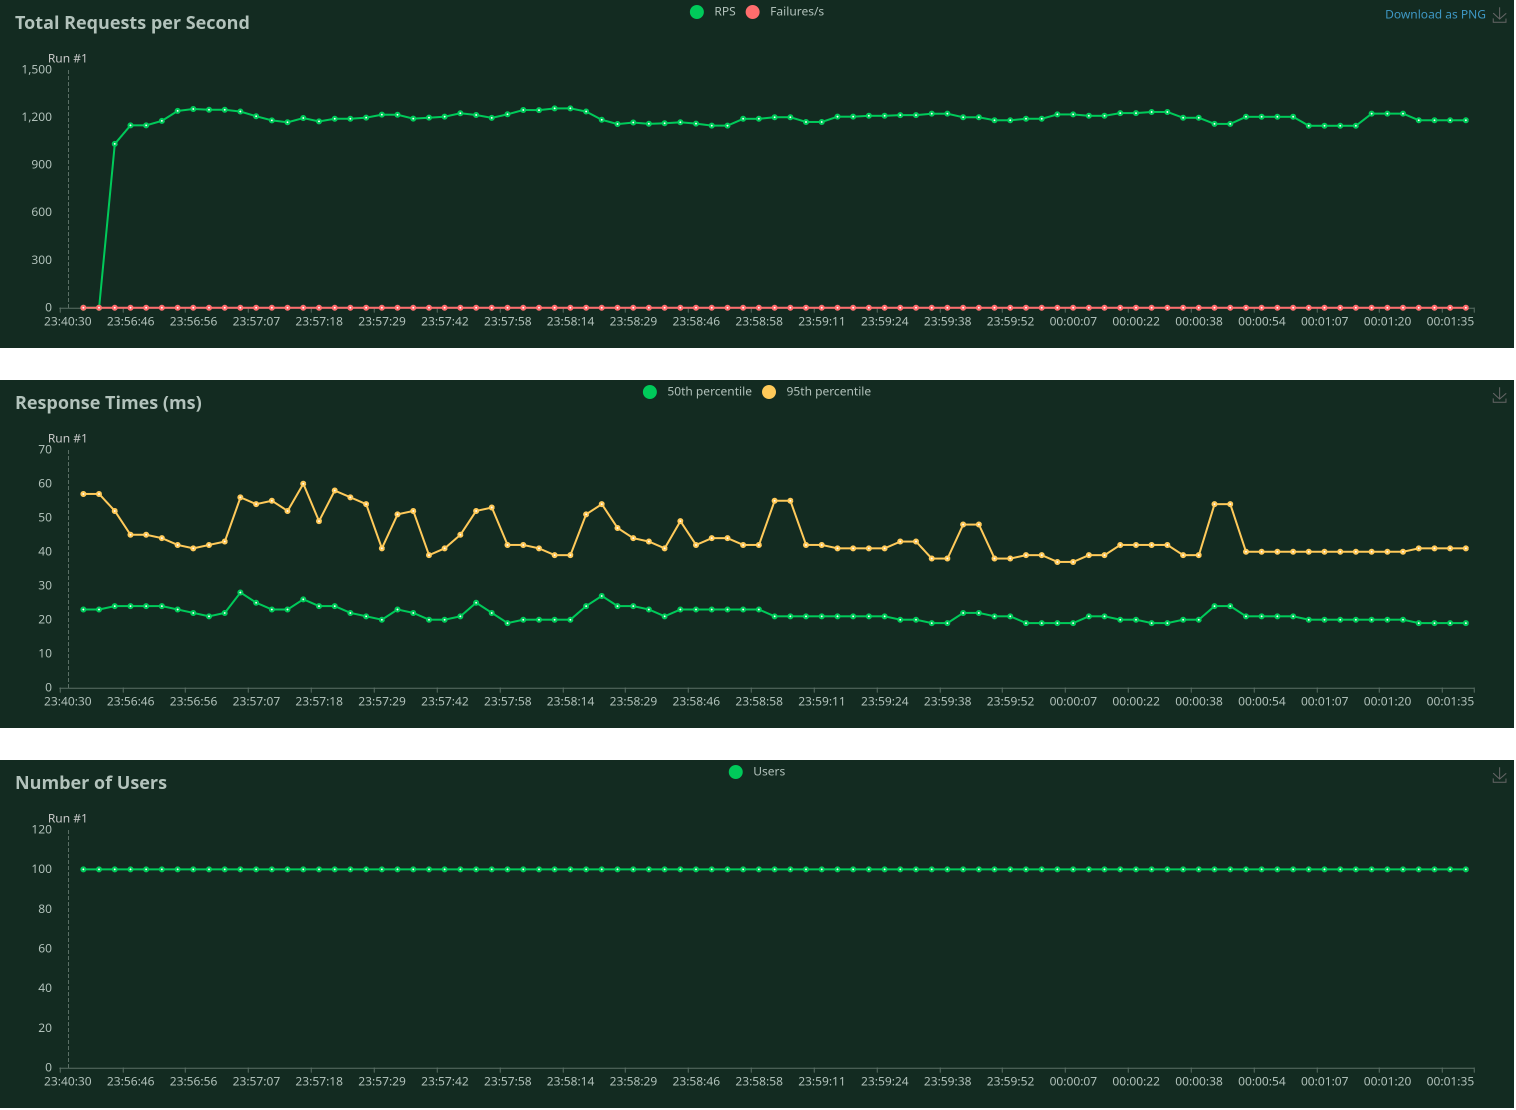 Total Requests per Second
RPS Failures/s
Download as PNG
Run #1
1,500
1,200
900
600
300
0
23:40:30 23:56:46 23:56:56 23:57:07 23:57:18 23:57:29 23:57:42 23:57:58 23:58:14 23:58:29 23:58:46 23:58:58 23:59:11 23:59:24 23:59:38 23:59:52 00:00:07 00:00:22 00:00:38 00:00:54 00:01:07 00:01:20 00:01:35
Response Times (ms)
50th percentile 95th percentile
Run #1
70
60
50
40
30
20
10
0
23:40:30 23:56:46 23:56:56 23:57:07 23:57:18 23:57:29 23:57:42 23:57:58 23:58:14 23:58:29 23:58:46 23:58:58 23:59:11 23:59:24 23:59:38 23:59:52 00:00:07 00:00:22 00:00:38 00:00:54 00:01:07 00:01:20 00:01:35
Number of Users
Users
Run #1
120
100
80
60
40
20
0
23:40:30 23:56:46 23:56:56 23:57:07 23:57:18 23:57:29 23:57:42 23:57:58 23:58:14 23:58:29 23:58:46 23:58:58 23:59:11 23:59:24 23:59:38 23:59:52 00:00:07 00:00:22 00:00:38 00:00:54 00:01:07 00:01:20 00:01:35